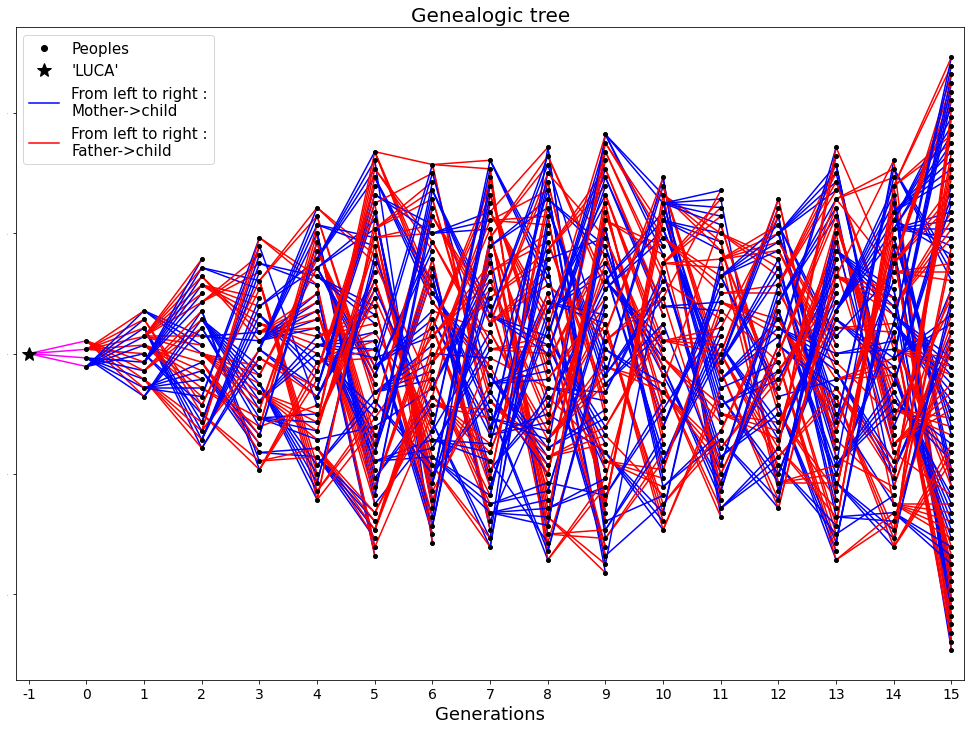 Genealogic tree
Peoples
'LUCA'
From left to right :
Mother->child
From left to right :
Father->child
-1 0 1 2 3 4 5 6 7 8 9 10 11 12 13 14 15
Generations